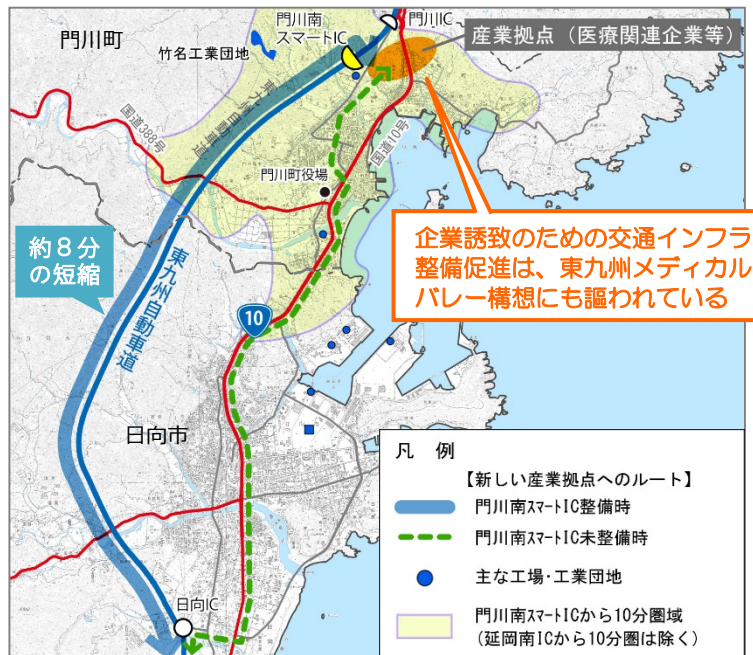 門川町
竹名工業団地
門川南
スマートIC
門川IC
産業拠点（医療関連企業等）
国道388号
東九州自動車道
国道10号
門川町役場
企業誘致のための交通インフラ
整備促進は、東九州メディカル
バレー構想にも謳われている
約８分
の短縮
東九州自動車道
10
日向市
日向IC
凡　例
【新しい産業拠点へのルート】
門川南スマートIC整備時
門川南スマートIC未整備時
主な工場･工業団地
門川南スマートICから10分圏域
(延岡南ICから10分圏は除く)